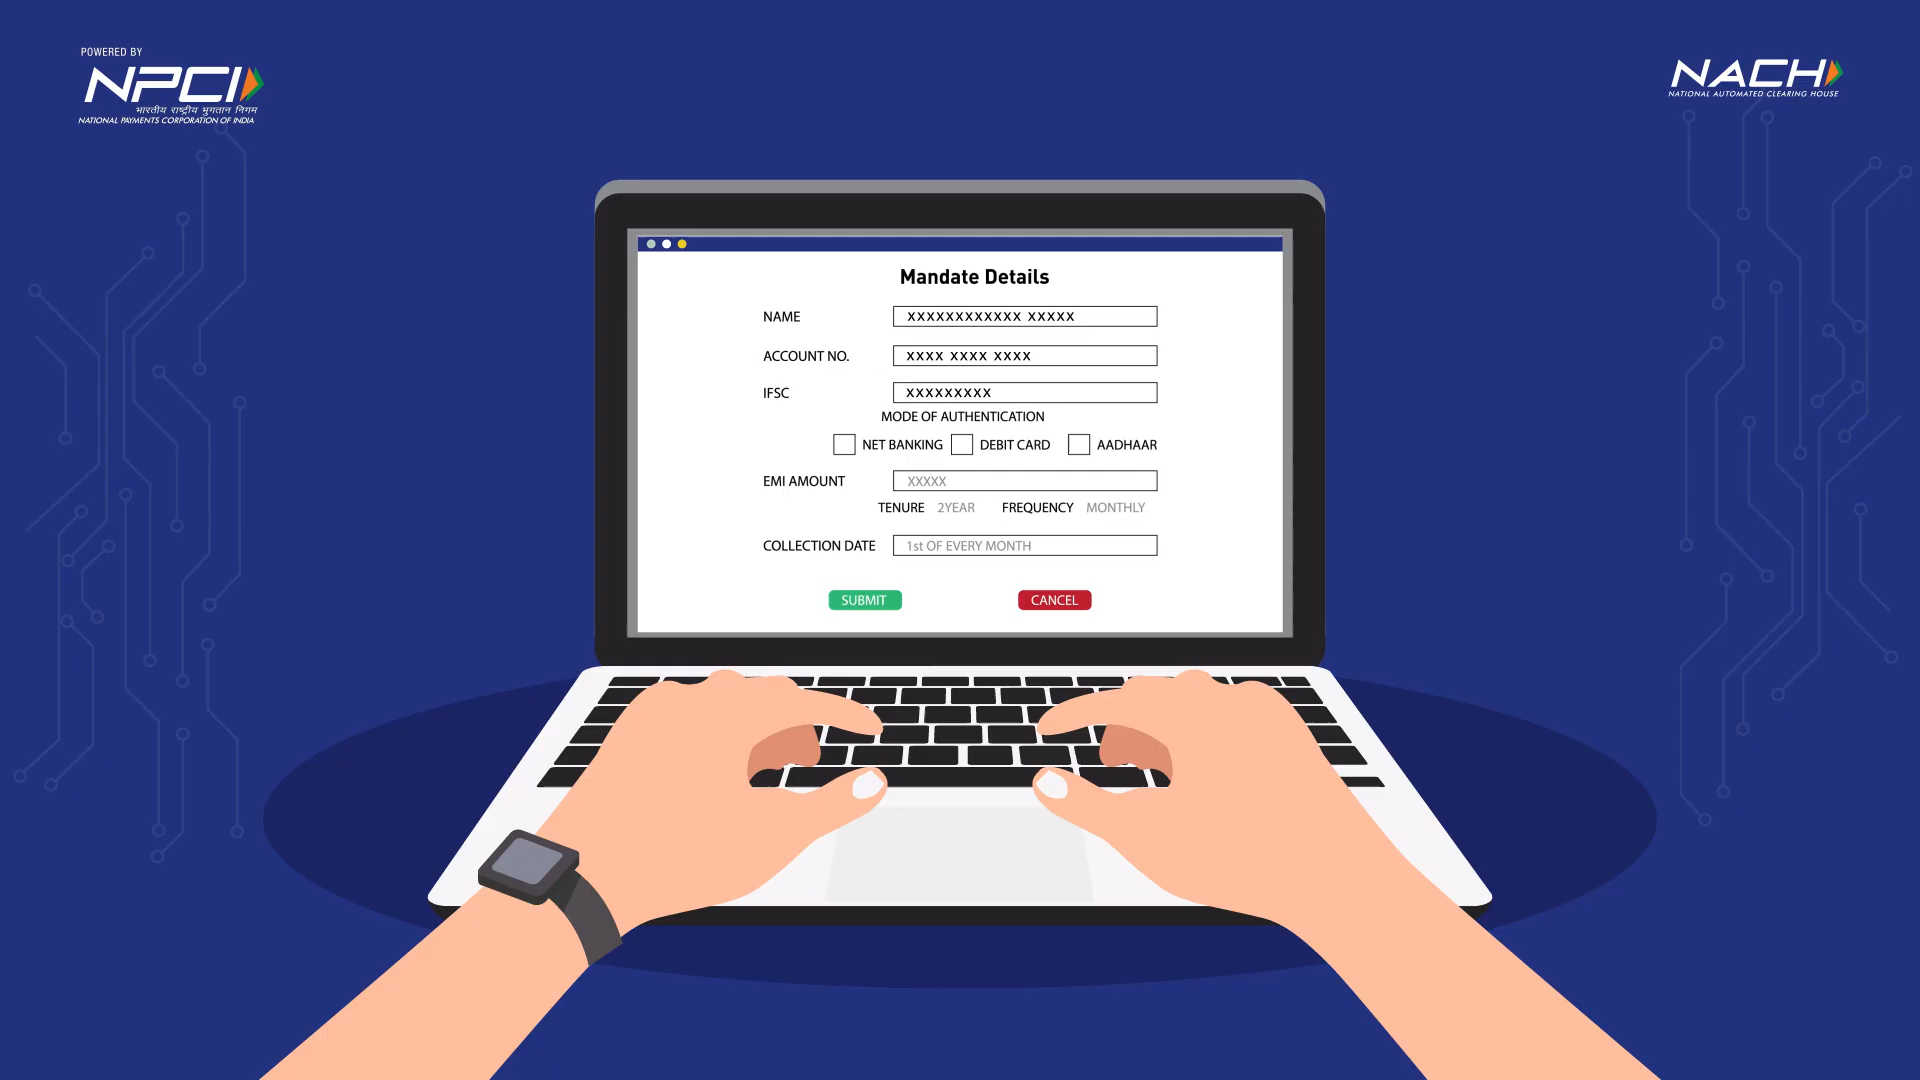 POWERED BY
NPCI
भारतीय राष्ट्रीय भुगतान निगम
NATIONAL PAYMENTS CORPORATION OF INDIA
NACH
NATIONAL AUTOMATED CLEARING HOUSE
Mandate Details
NAME XXXXXXXXXXXX XXXXX
ACCOUNT NO. XXXX XXXX XXXX
IFSC XXXXXXXXX
MODE OF AUTHENTICATION
NET BANKING DEBIT CARD AADHAAR
EMI AMOUNT XXXXX
TENURE 2YEAR FREQUENCY MONTHLY
COLLECTION DATE 1st OF EVERY MONTH
SUBMIT CANCEL